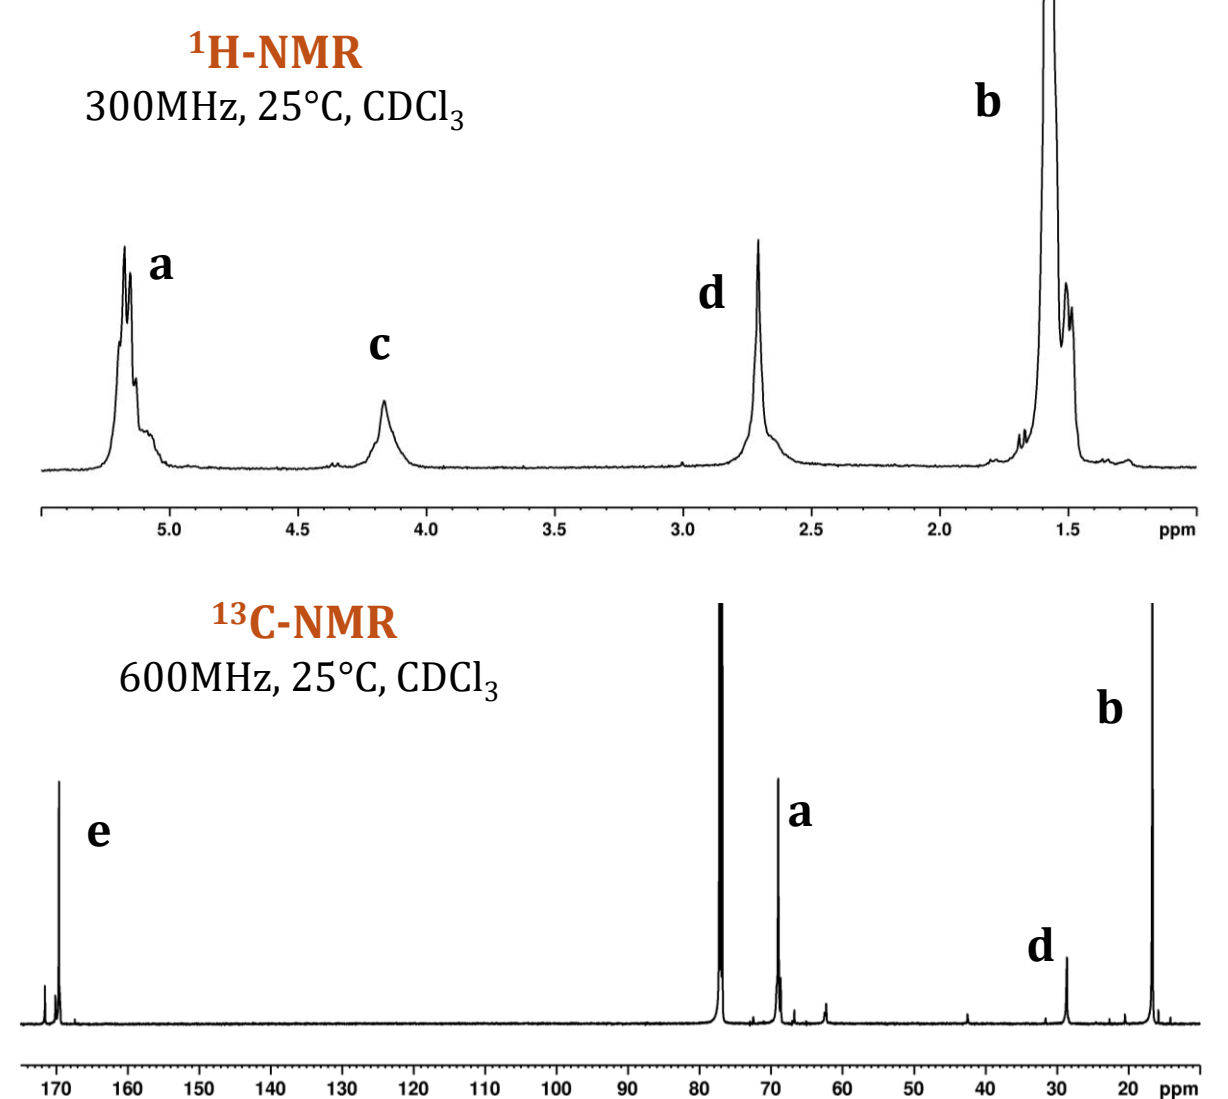 ¹H-NMR
300MHz, 25°C, CDCl₃
b
a
d
c
5.0 4.5 4.0 3.5 3.0 2.5 2.0 1.5 ppm
¹³C-NMR
600MHz, 25°C, CDCl₃
b
a
e
d
170 160 150 140 130 120 110 100 90 80 70 60 50 40 30 20 ppm